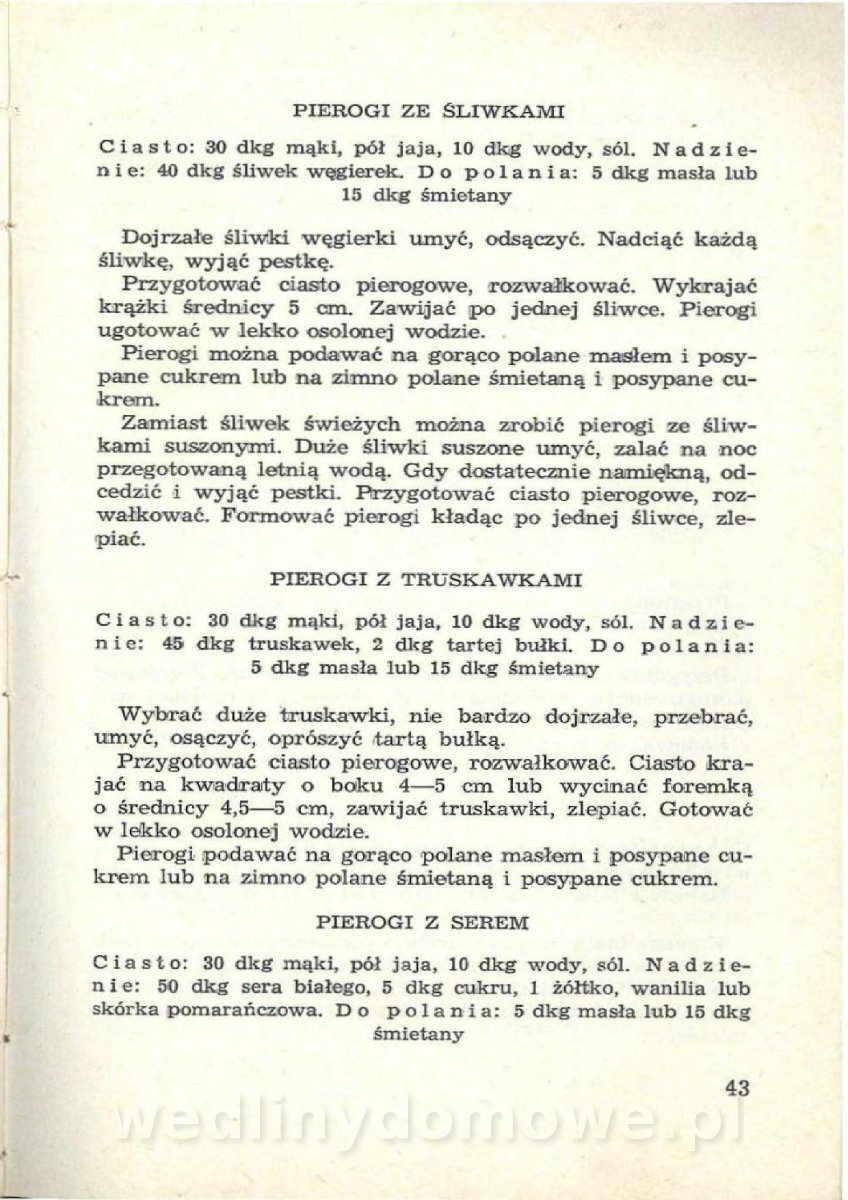 PIEROGI ZE ŚLIWKAMI
Ciasto: 30 dkg mąki, pół jaja, 10 dkg wody, sól. Nadzie-
nie: 40 dkg śliwek węgierek. Do polania: 5 dkg masła lub
15 dkg śmietany
Dojrzałe śliwki węgierki umyć, odsączyć. Nadciąć każdą
śliwkę, wyjąć pestkę.
Przygotować ciasto pierogowe, rozwałkować. Wykrajać
krążki średnicy 5 cm. Zawijać po jednej śliwce. Pierogi
ugotować w lekko osolonej wodzie.
Pierogi można podawać na gorąco polane masłem i posy-
pane cukrem lub na zimno polane śmietaną i posypane cu-
krem.
Zamiast śliwek świeżych można zrobić pierogi ze śliw-
kami suszonymi. Duże śliwki suszone umyć, zalać na noc
przegotowaną letnią wodą. Gdy dostatecznie namiękną, od-
cedzić i wyjąć pestki. Przygotować ciasto pierogowe, roz-
wałkować. Formować pierogi kładąc po jednej śliwce, zle-
piać.
PIEROGI Z TRUSKAWKAMI
Ciasto: 30 dkg mąki, pół jaja, 10 dkg wody, sól. Nadzie-
nie: 45 dkg truskawek, 2 dkg tartej bułki. Do polania:
5 dkg masła lub 15 dkg śmietany
Wybrać duże truskawki, nie bardzo dojrzałe, przebrać,
umyć, osączyć, oprószyć tartą bułką.
Przygotować ciasto pierogowe, rozwałkować. Ciasto kra-
jać na kwadraty o boku 4—5 cm lub wycinać foremką
o średnicy 4,5—5 cm, zawijać truskawki, zlepiać. Gotować
w lekko osolonej wodzie.
Pierogi podawać na gorąco polane masłem i posypane cu-
krem lub na zimno polane śmietaną i posypane cukrem.
PIEROGI Z SEREM
Ciasto: 30 dkg mąki, pół jaja, 10 dkg wody, sól. Nadzie-
nie: 50 dkg sera białego, 5 dkg cukru, 1 żółtko, wanilia lub
skórka pomarańczowa. Do polania: 5 dkg masła lub 15 dkg
śmietany
43
wedlinydomowe.pl